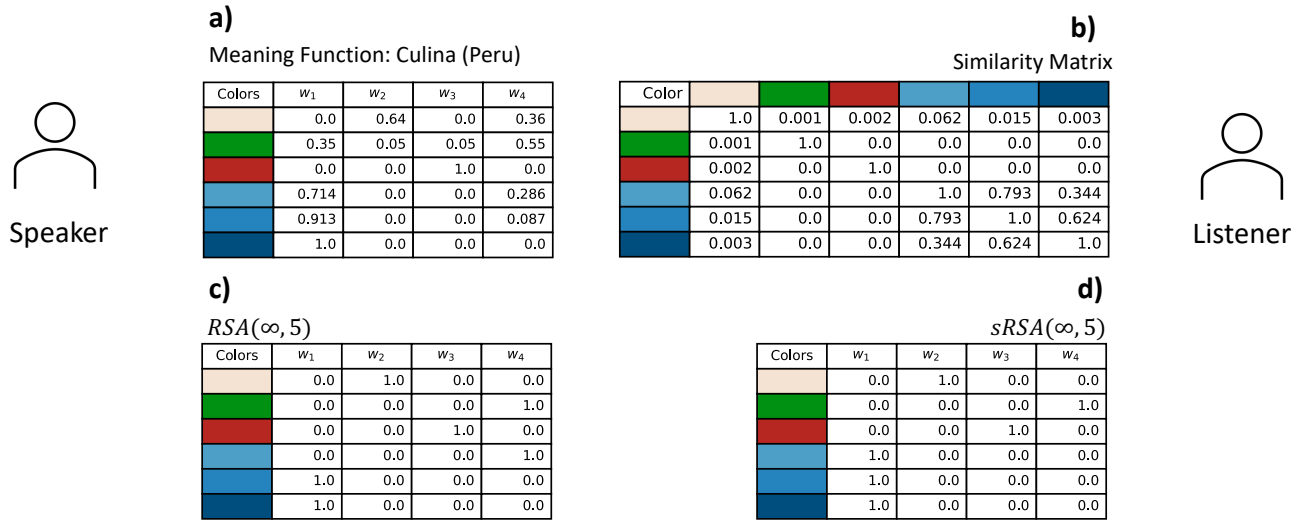 a)
Meaning Function: Culina (Peru)
Colors w1 w2 w3 w4
0.0 0.64 0.0 0.36
0.35 0.05 0.05 0.55
0.0 0.0 1.0 0.0
0.714 0.0 0.0 0.286
0.913 0.0 0.0 0.087
1.0 0.0 0.0 0.0
Speaker
b)
Similarity Matrix
Color
1.0 0.001 0.002 0.062 0.015 0.003
0.001 1.0 0.0 0.0 0.0 0.0
0.002 0.0 1.0 0.0 0.0 0.0
0.062 0.0 0.0 1.0 0.793 0.344
0.015 0.0 0.0 0.793 1.0 0.624
0.003 0.0 0.0 0.344 0.624 1.0
Listener
c)
RSA(∞, 5)
Colors w1 w2 w3 w4
0.0 1.0 0.0 0.0
0.0 0.0 0.0 1.0
0.0 0.0 1.0 0.0
0.0 0.0 0.0 1.0
1.0 0.0 0.0 0.0
1.0 0.0 0.0 0.0
d)
sRSA(∞, 5)
Colors w1 w2 w3 w4
0.0 1.0 0.0 0.0
0.0 0.0 0.0 1.0
0.0 0.0 1.0 0.0
1.0 0.0 0.0 0.0
1.0 0.0 0.0 0.0
1.0 0.0 0.0 0.0